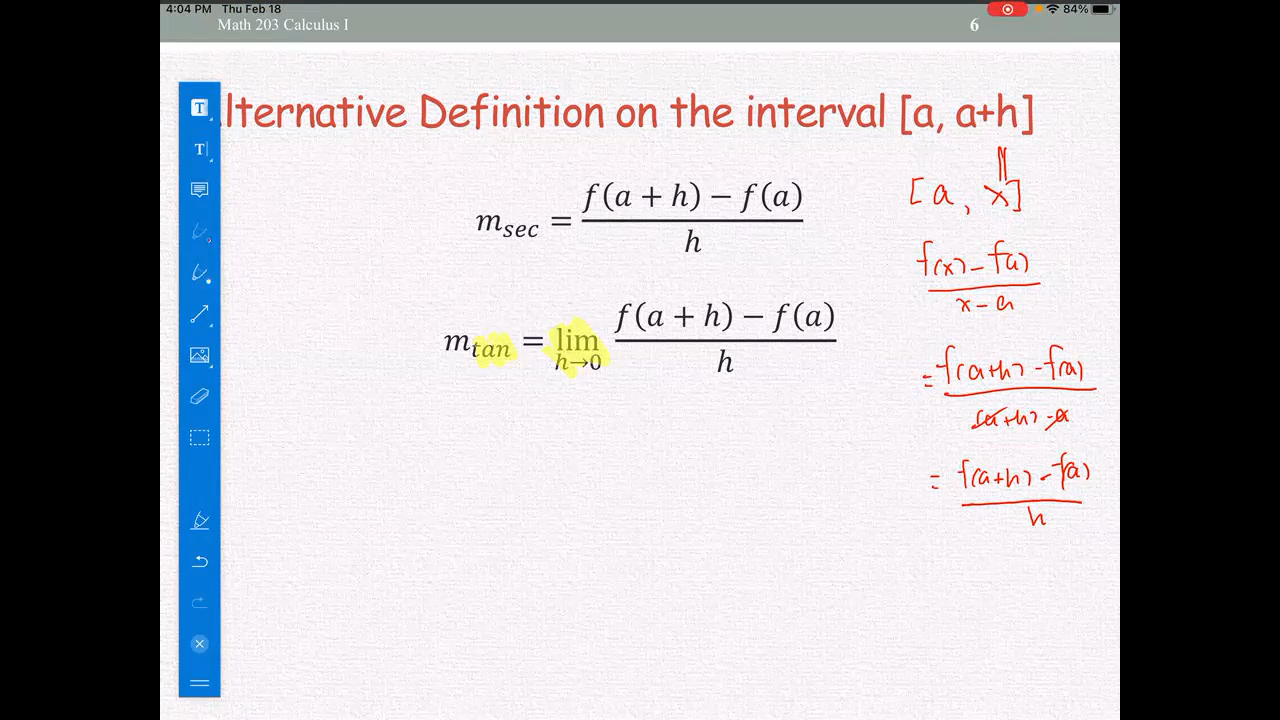 4:04 PM Thu Feb 18 84%
Math 203 Calculus I 6
lternative Definition on the interval [a, a+h]
m_sec = (f(a + h) − f(a)) / h
m_tan = lim_{h→0} (f(a + h) − f(a)) / h
[a, x]
(f(x) - f(a)) / (x - a)
= (f(a+h) - f(a)) / ((a+h) - a)
= (f(a+h) - f(a)) / h
T
T